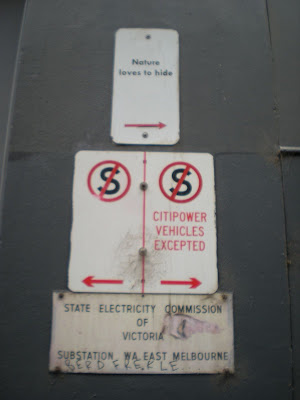 Nature
loves to hide
S S
CITIPOWER
VEHICLES
EXCEPTED
STATE ELECTRICITY COMMISSION
OF
VICTORIA
SUBSTATION WA EAST MELBOURNE